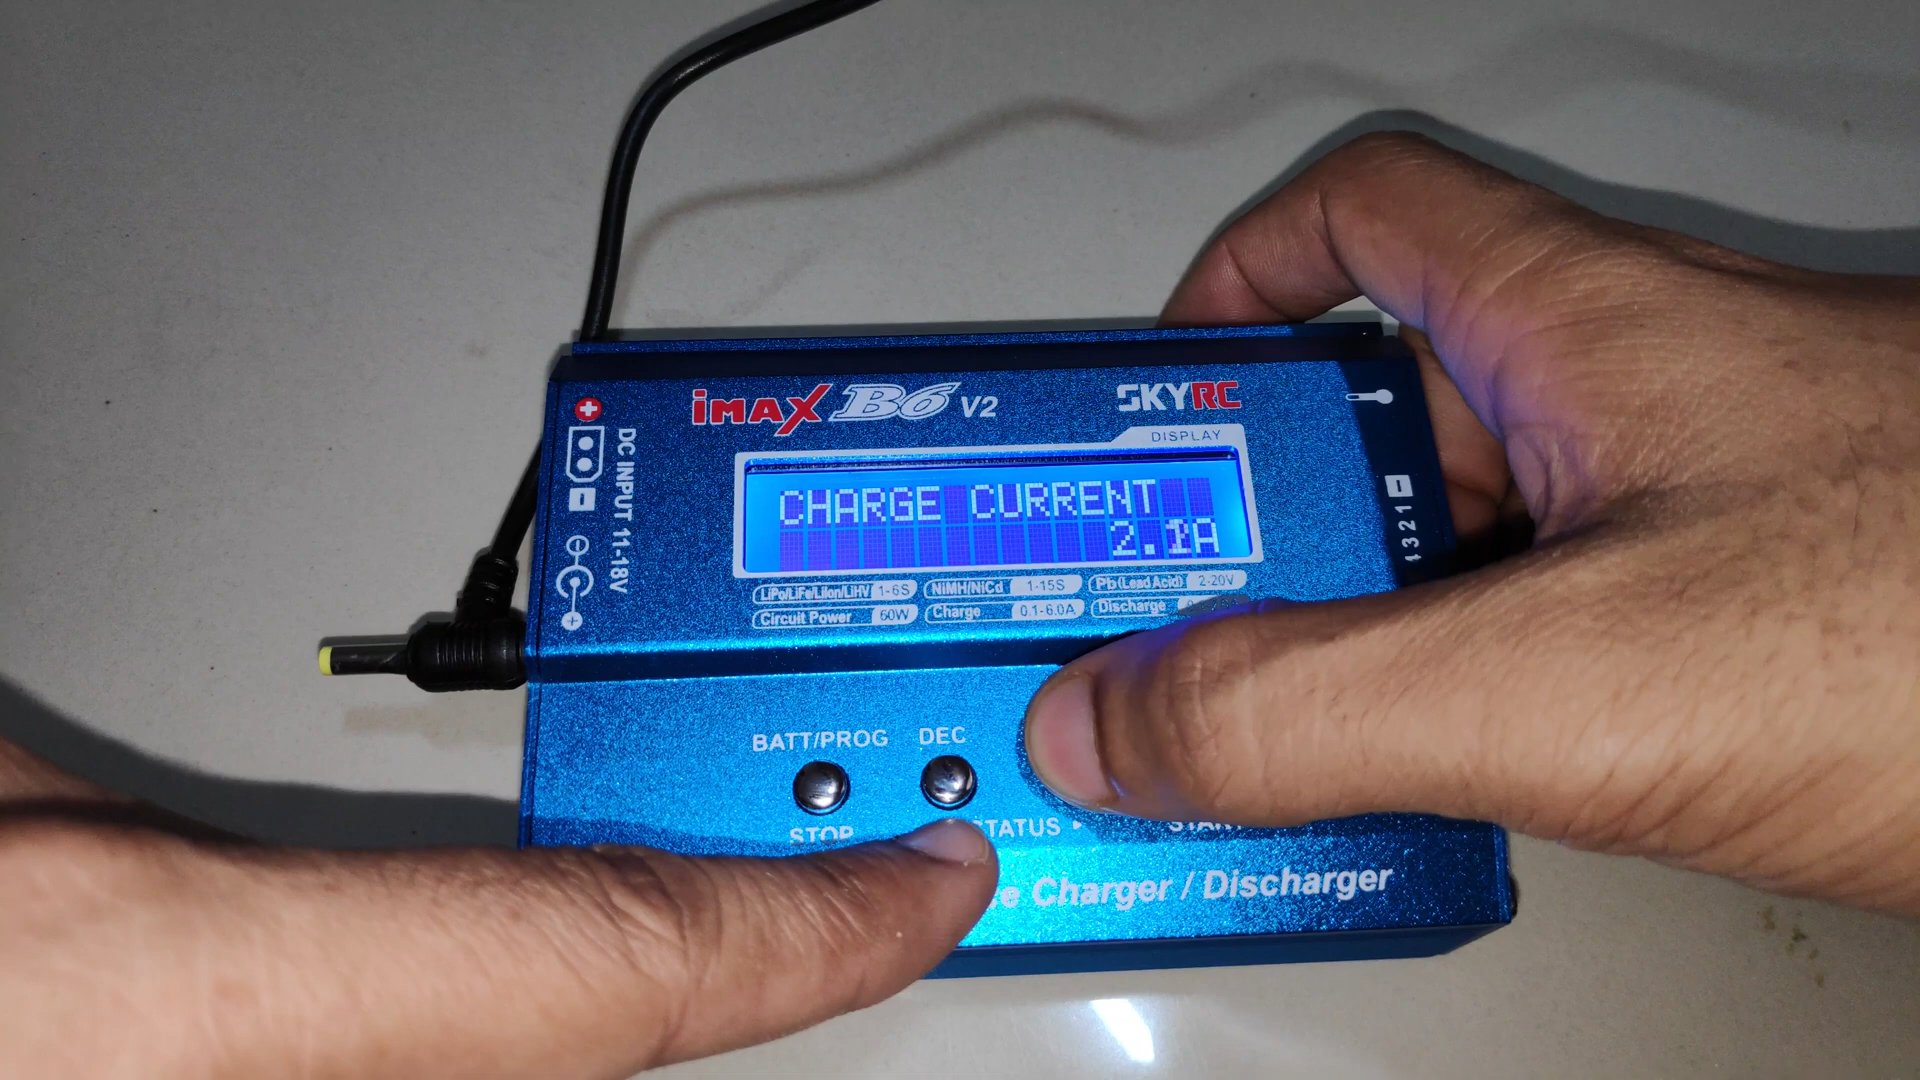 iMAX B6 V2
SKYRC
DISPLAY
CHARGE CURRENT
A
DC INPUT 11-18V
LiPo/LiFe/LiIon/LiHV 1-6S
NiMH/NiCd 1-15S
Pb(Lead Acid) 2-20V
Circuit Power 60W
Charge 0.1-6.0A
Discharge
3 2 1
BATT/PROG
DEC
STOP
STATUS
Charger / Discharger